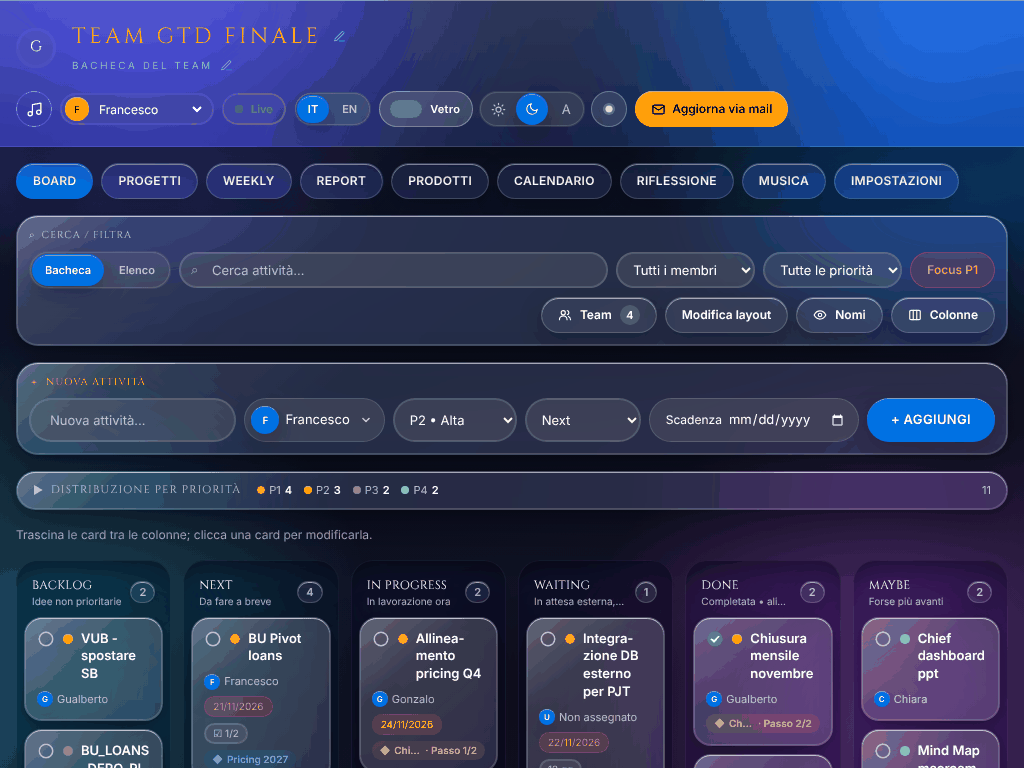 G
TEAM GTD FINALE
BACHECA DEL TEAM
F Francesco Live IT EN Vetro A Aggiorna via mail
BOARD PROGETTI WEEKLY REPORT PRODOTTI CALENDARIO RIFLESSIONE MUSICA IMPOSTAZIONI
CERCA / FILTRA
Bacheca Elenco Cerca attività... Tutti i membri Tutte le priorità Focus P1
Team 4 Modifica layout Nomi Colonne
+ NUOVA ATTIVITÀ
Nuova attività... F Francesco P2 • Alta Next Scadenza mm/dd/yyyy + AGGIUNGI
DISTRIBUZIONE PER PRIORITÀ P1 4 P2 3 P3 2 P4 2 11
Trascina le card tra le colonne; clicca una card per modificarla.
BACKLOG
Idee non prioritarie
2
VUB -
spostare
SB
G Gualberto
BU_LOANS
NEXT
Da fare a breve
4
BU Pivot
loans
F Francesco
21/11/2026
1/2
Pricing 2027
IN PROGRESS
In lavorazione ora
2
Allinea-
mento
pricing Q4
G Gonzalo
24/11/2026
Chi... · Passo 1/2
WAITING
In attesa esterna,...
1
Integra-
zione DB
esterno
per PJT
U Non assegnato
22/11/2026
DONE
Completata • ali...
2
Chiusura
mensile
novembre
G Gualberto
Ch... · Passo 2/2
MAYBE
Forse più avanti
2
Chief
dashboard
ppt
C Chiara
Mind Map